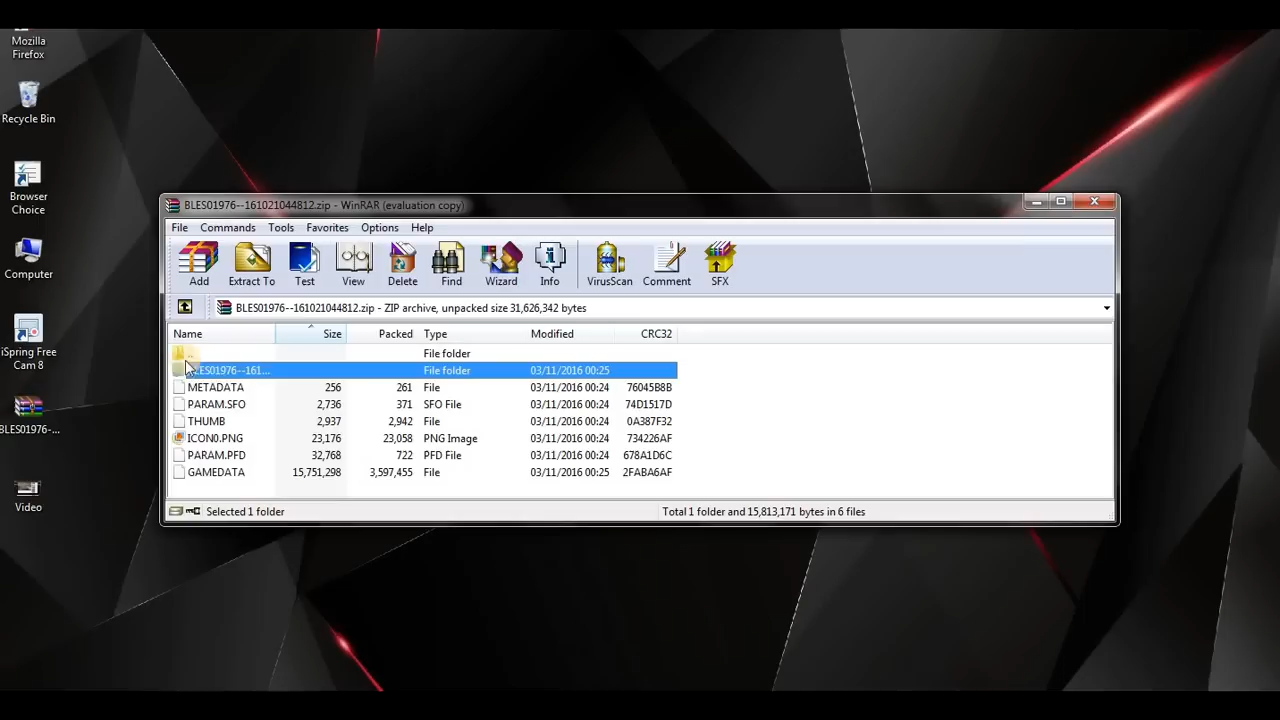 Mozilla
Firefox
Recycle Bin
Browser
Choice
Computer
iSpring Free
Cam 8
BLES01976-...
Video
BLES01976--161021044812.zip - WinRAR (evaluation copy)
File Commands Tools Favorites Options Help
Add Extract To Test View Delete Find Wizard Info VirusScan Comment SFX
BLES01976--161021044812.zip - ZIP archive, unpacked size 31,626,342 bytes
Name Size Packed Type Modified CRC32
.. File folder
BLES01976--161... File folder 03/11/2016 00:25
METADATA 256 261 File 03/11/2016 00:24 76045B8B
PARAM.SFO 2,736 371 SFO File 03/11/2016 00:24 74D1517D
THUMB 2,937 2,942 File 03/11/2016 00:24 0A387F32
ICON0.PNG 23,176 23,058 PNG Image 03/11/2016 00:24 734226AF
PARAM.PFD 32,768 722 PFD File 03/11/2016 00:24 678A1D6C
GAMEDATA 15,751,298 3,597,455 File 03/11/2016 00:25 2FABA6AF
Selected 1 folder Total 1 folder and 15,813,171 bytes in 6 files